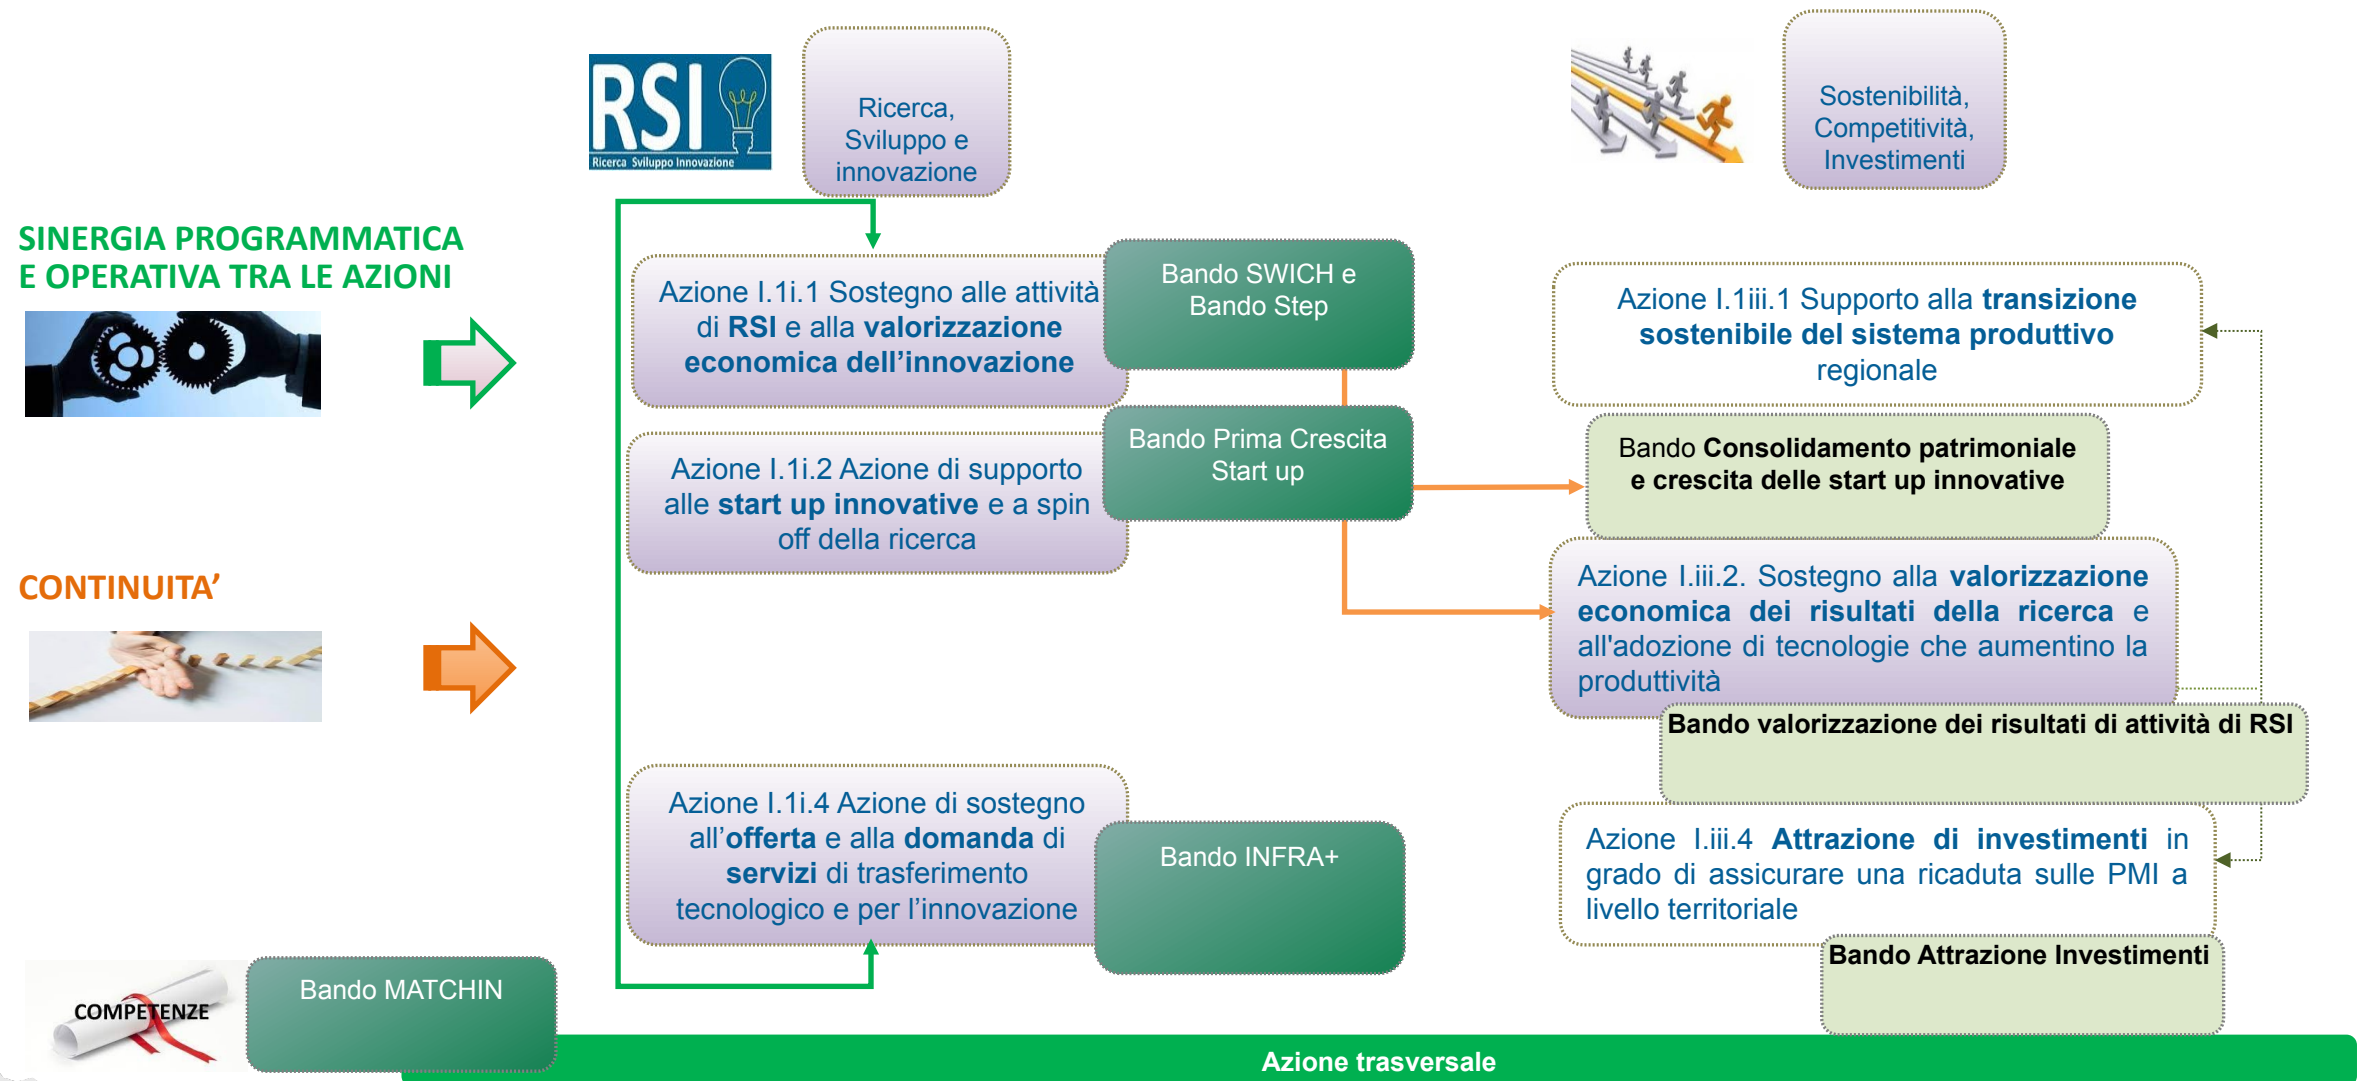 RSI
Ricerca Sviluppo Innovazione
Ricerca,
Sviluppo e
innovazione
Sostenibilità,
Competitività,
Investimenti
SINERGIA PROGRAMMATICA
E OPERATIVA TRA LE AZIONI
Azione I.1i.1 Sostegno alle attività
di RSI e alla valorizzazione
economica dell’innovazione
Bando SWICH e
Bando Step
Azione I.1iii.1 Supporto alla transizione
sostenibile del sistema produttivo
regionale
Azione I.1i.2 Azione di supporto
alle start up innovative e a spin
off della ricerca
Bando Prima Crescita
Start up
Bando Consolidamento patrimoniale
e crescita delle start up innovative
CONTINUITA’
Azione I.iii.2. Sostegno alla valorizzazione
economica dei risultati della ricerca e
all'adozione di tecnologie che aumentino la
produttività
Bando valorizzazione dei risultati di attività di RSI
Azione I.1i.4 Azione di sostegno
all’offerta e alla domanda di
servizi di trasferimento
tecnologico e per l’innovazione
Bando INFRA+
Azione I.iii.4 Attrazione di investimenti in
grado di assicurare una ricaduta sulle PMI a
livello territoriale
Bando Attrazione Investimenti
COMPETENZE
Bando MATCHIN
Azione trasversale